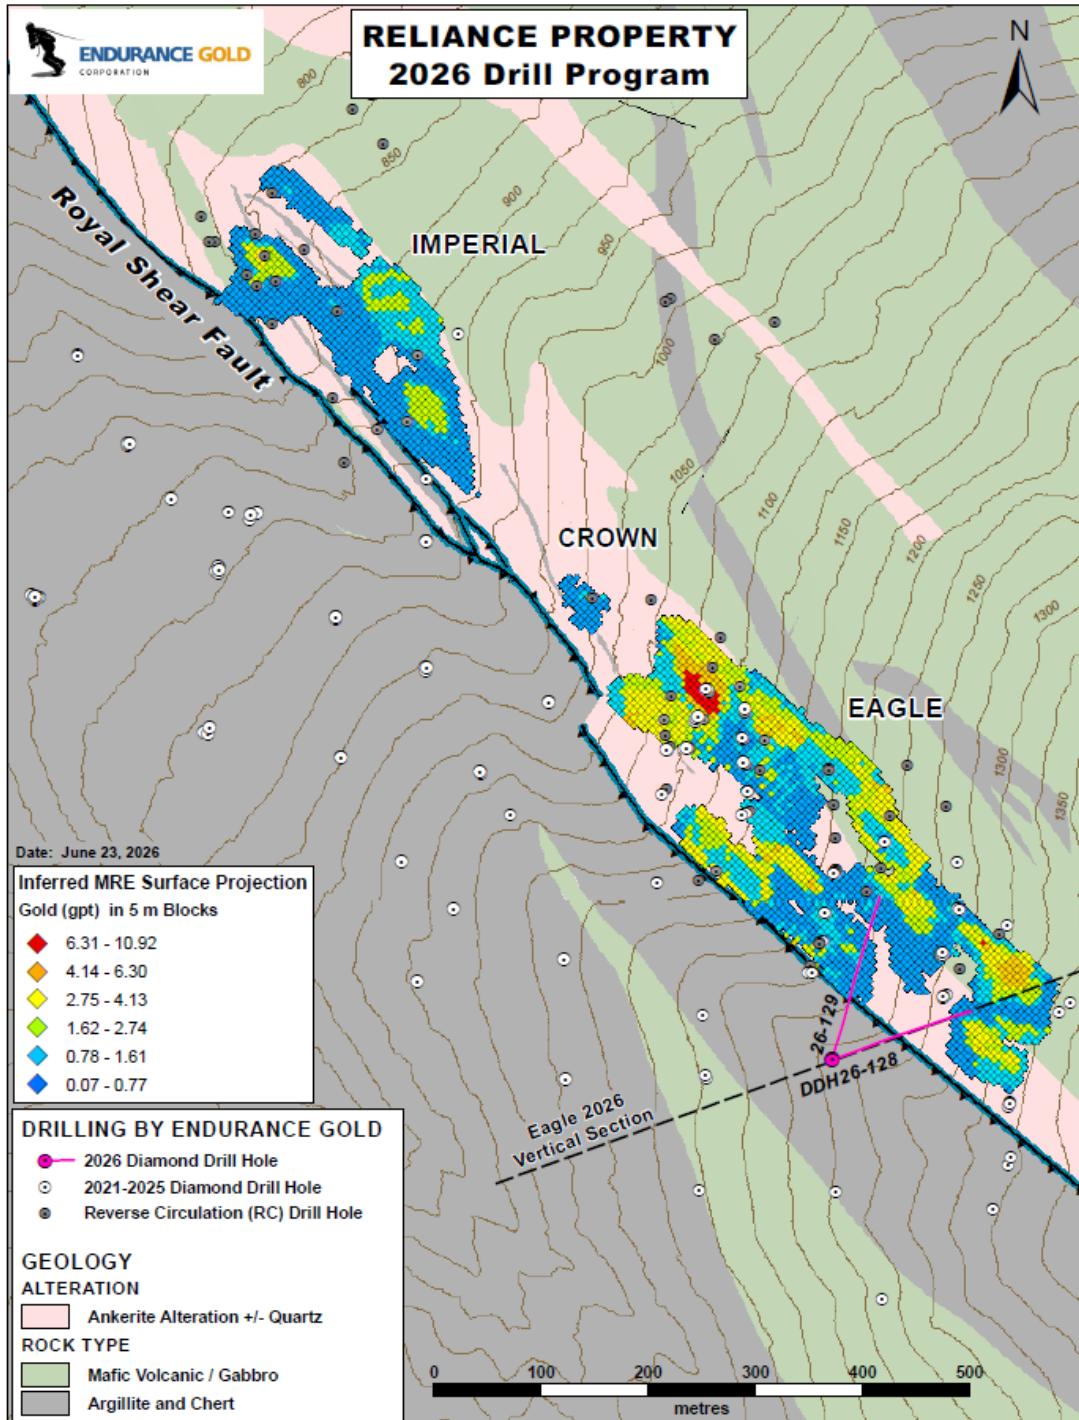 ENDURANCE GOLD
CORPORATION
RELIANCE PROPERTY
2026 Drill Program
N
800
850
900
950
IMPERIAL
Royal Shear Fault
1000
1050
1100
1150
1200
1250
1300
CROWN
EAGLE
1300
1350
Date: June 23, 2026
Inferred MRE Surface Projection
Gold (gpt) in 5 m Blocks
6.31 - 10.92
4.14 - 6.30
2.75 - 4.13
1.62 - 2.74
0.78 - 1.61
0.07 - 0.77
26-129
DDH26-128
Eagle 2026
Vertical Section
DRILLING BY ENDURANCE GOLD
2026 Diamond Drill Hole
2021-2025 Diamond Drill Hole
Reverse Circulation (RC) Drill Hole
GEOLOGY
ALTERATION
Ankerite Alteration +/- Quartz
ROCK TYPE
Mafic Volcanic / Gabbro
Argillite and Chert
0 100 200 300 400 500
metres